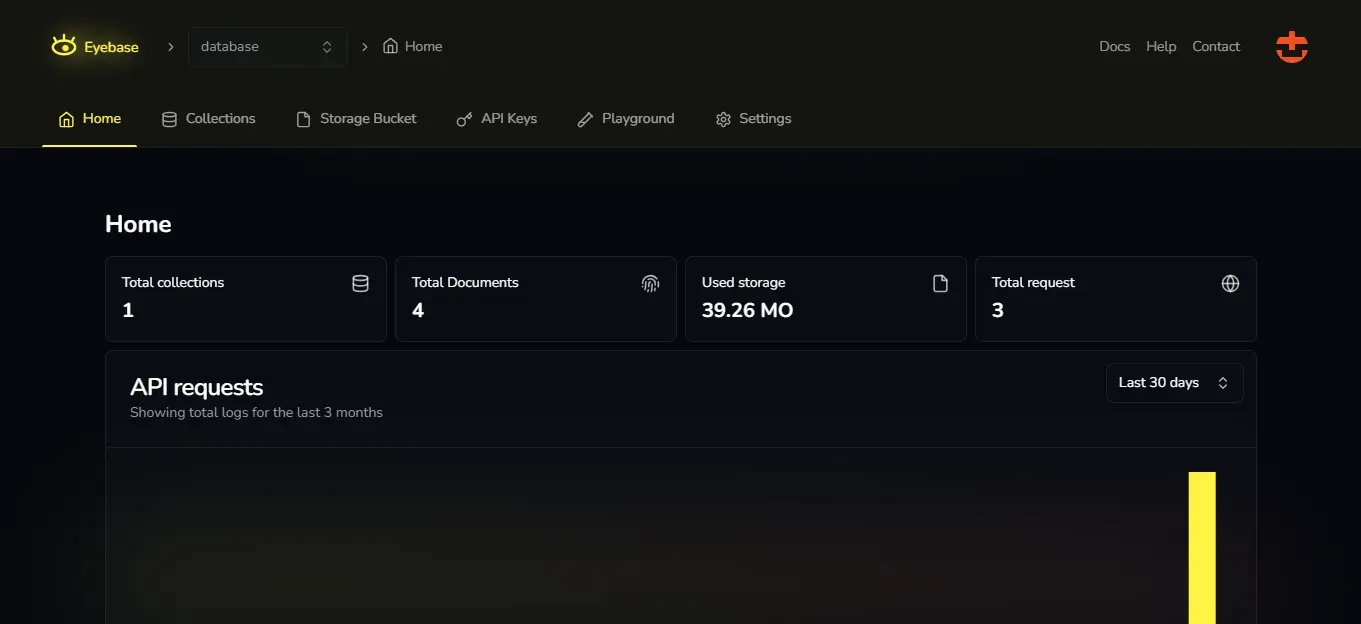 Eyebase database Home Docs Help Contact
Home Collections Storage Bucket API Keys Playground Settings
Home
Total collections Total Documents Used storage Total request
1 4 39.26 MO 3
API requests Last 30 days
Showing total logs for the last 3 months